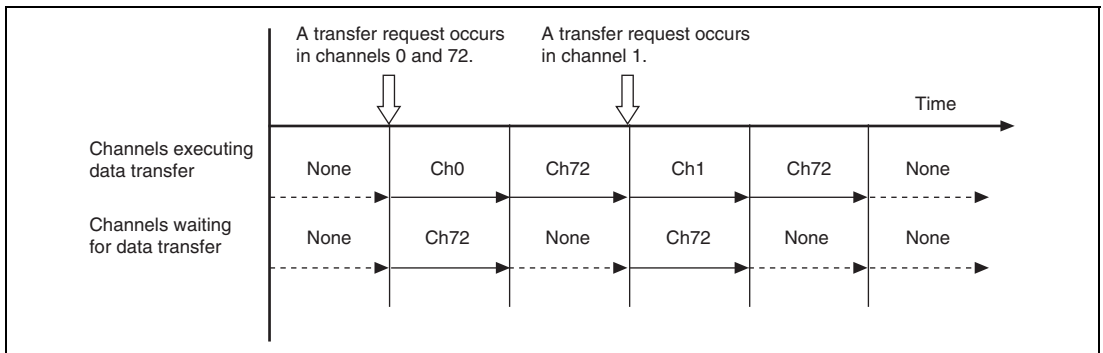 A transfer request occurs
in channels 0 and 72.
A transfer request occurs
in channel 1.
Time
Channels executing
data transfer
None
Ch0
Ch72
Ch1
Ch72
None
Channels waiting
for data transfer
None
Ch72
None
Ch72
None
None